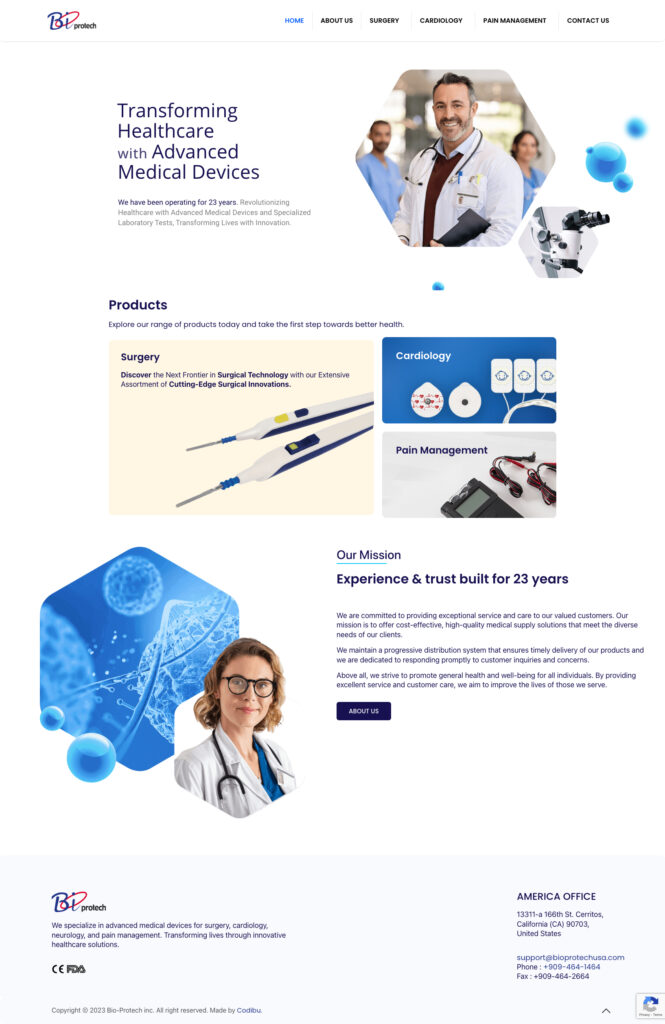 Bi protech
HOME
ABOUT US
SURGERY
CARDIOLOGY
PAIN MANAGEMENT
CONTACT US
Transforming
Healthcare
with Advanced
Medical Devices
We have been operating for 23 years. Revolutionizing
Healthcare with Advanced Medical Devices and Specialized
Laboratory Tests, Transforming Lives with Innovation.
Products
Explore our range of products today and take the first step towards better health.
Surgery
Discover the Next Frontier in Surgical Technology with our Extensive
Assortment of Cutting-Edge Surgical Innovations.
Cardiology
Pain Management
Our Mission
Experience & trust built for 23 years
We are committed to providing exceptional service and care to our valued customers. Our
mission is to offer cost-effective, high-quality medical supply solutions that meet the diverse
needs of our clients.
We maintain a progressive distribution system that ensures timely delivery of our products and
we are dedicated to responding promptly to customer inquiries and concerns.
Above all, we strive to promote general health and well-being for all individuals. By providing
excellent service and customer care, we aim to improve the lives of those we serve.
ABOUT US
Bi protech
We specialize in advanced medical devices for surgery, cardiology,
neurology, and pain management. Transforming lives through innovative
healthcare solutions.
CE FDA
AMERICA OFFICE
13311-a 166th St. Cerritos,
California (CA) 90703,
United States
support@bioprotechusa.com
Phone : +909-464-1464
Fax : +909-464-2664
Copyright © 2023 Bio-Protech inc. All right reserved. Made by Codibu.
Privacy - Terms